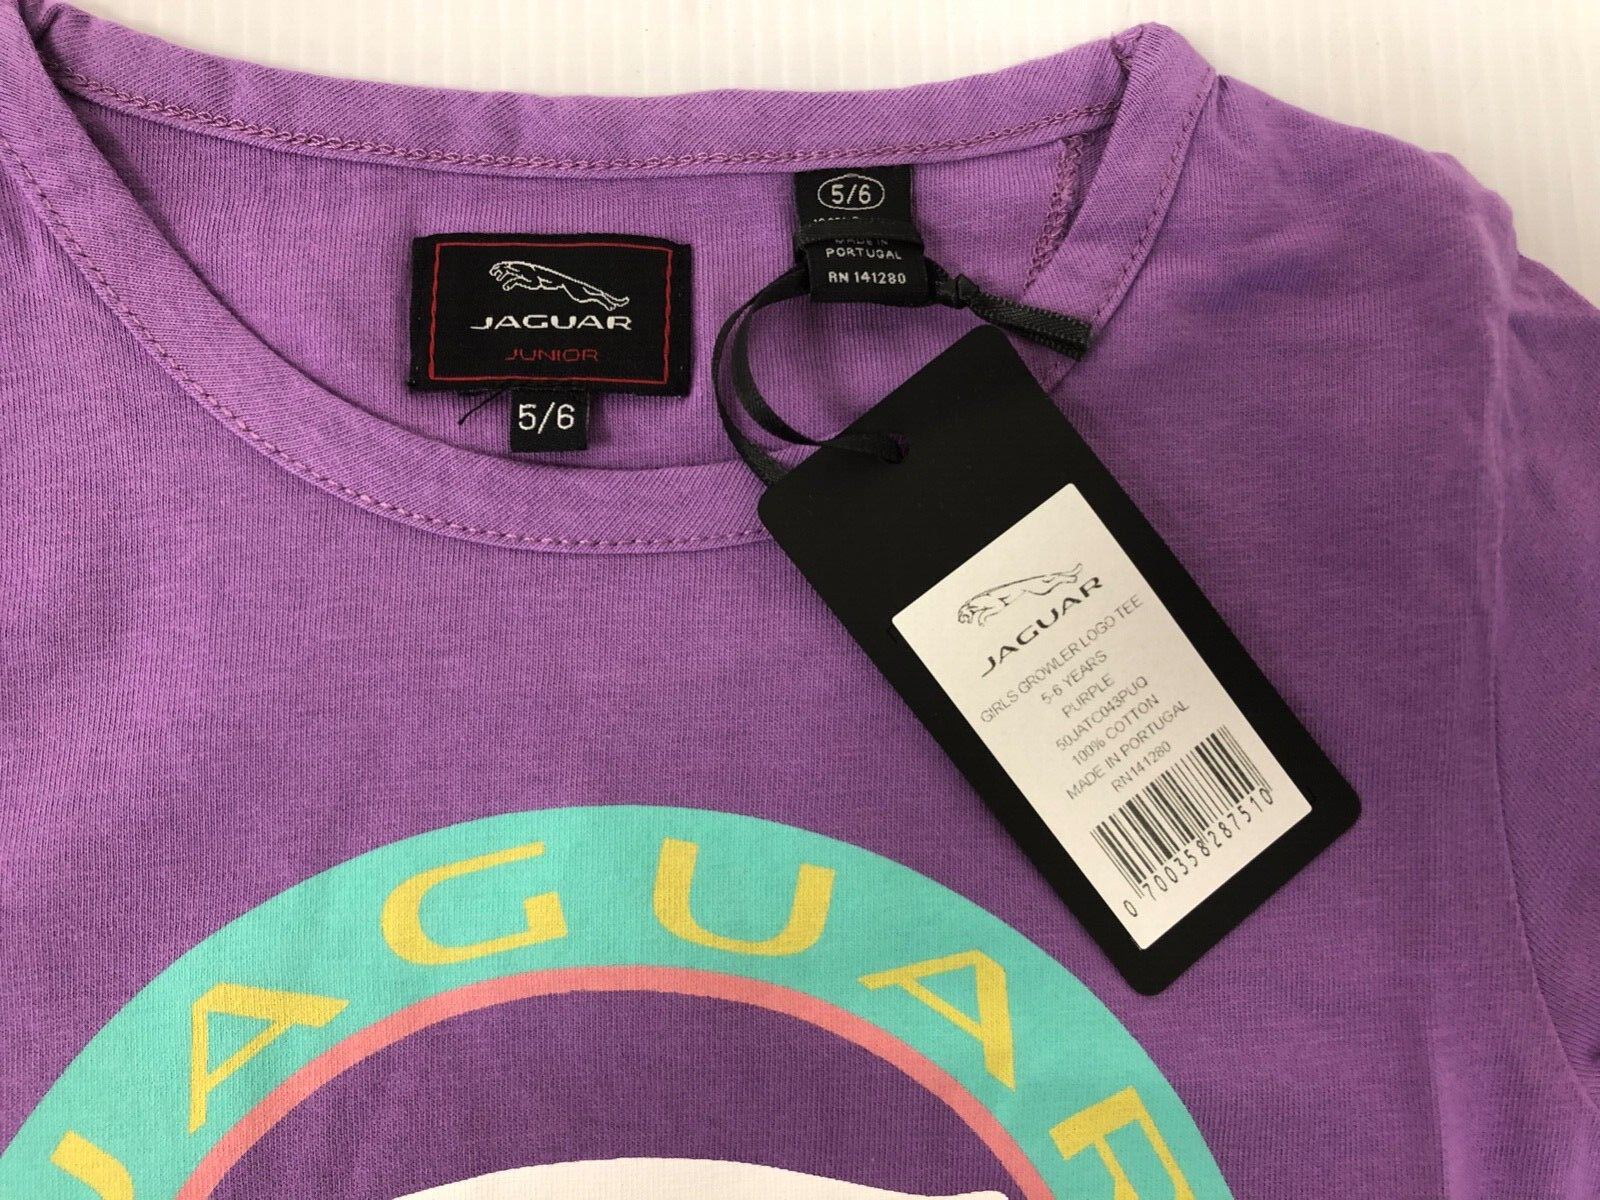 5/6
MADE IN
PORTUGAL
RN 141280
JAGUAR
JUNIOR
5/6
JAGUAR
GIRLS GROWLER LOGO TEE
5-6 YEARS
PURPLE
50JATC043PUQ
100% COTTON
MADE IN PORTUGAL
RN141280
0 700358 287510
JAGUAR